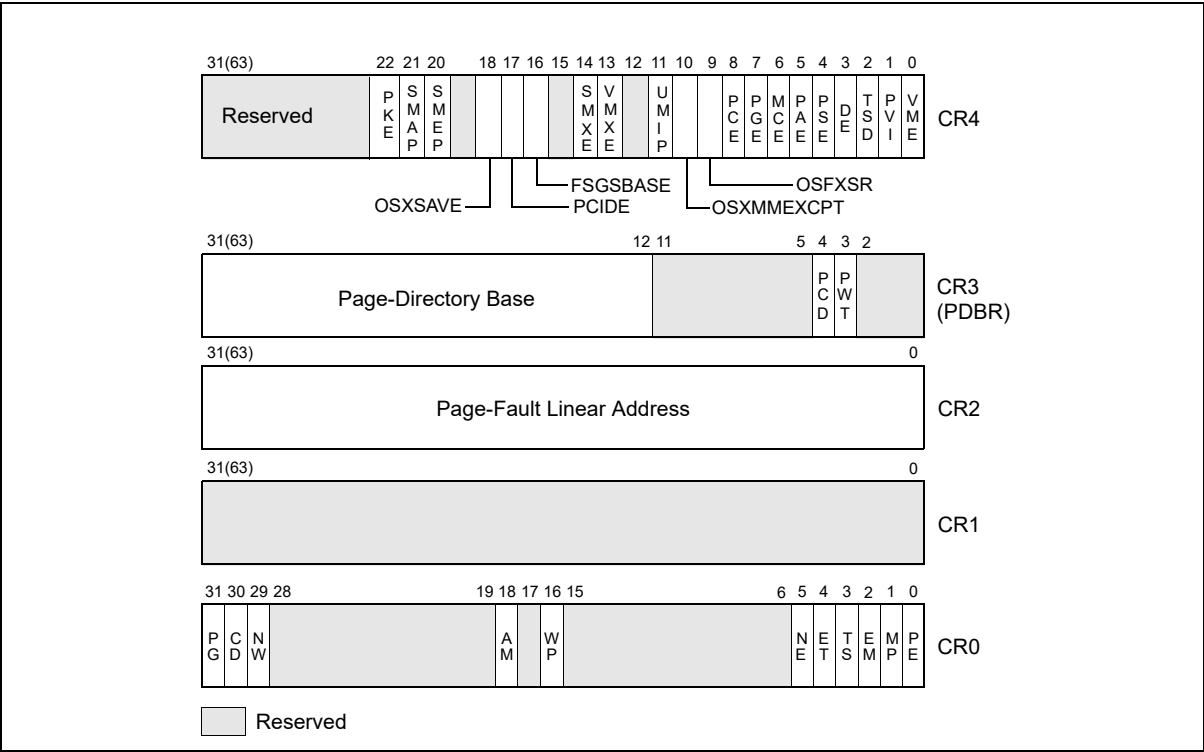 31(63) 22 21 20 18 17 16 15 14 13 12 11 10 9 8 7 6 5 4 3 2 1 0
Reserved PKE SMAP SMEP SMXE VMXE UMIP PCE PGE MCE PAE PSE DE TSD PVI VME CR4
FSGSBASE OSFXSR
OSXSAVE PCIDE OSXMMEXCPT
31(63) 12 11 5 4 3 2
Page-Directory Base PCD PWT CR3
(PDBR)
31(63) 0
Page-Fault Linear Address CR2
31(63) 0
CR1
31 30 29 28 19 18 17 16 15 6 5 4 3 2 1 0
PG CD NW AM WP NE ET TS EM MP PE CR0
Reserved